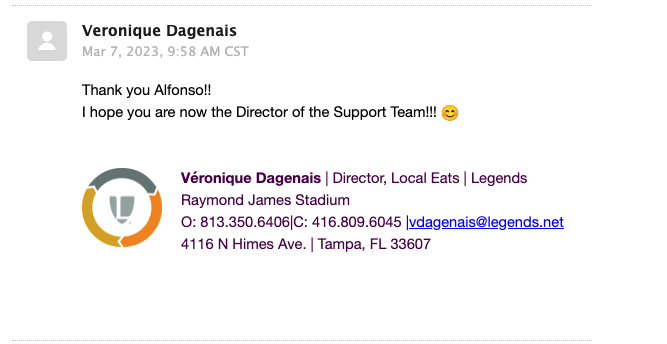 Veronique Dagenais
Mar 7, 2023, 9:58 AM CST
Thank you Alfonso!!
I hope you are now the Director of the Support Team!!! 😊
Véronique Dagenais | Director, Local Eats | Legends
Raymond James Stadium
O: 813.350.6406|C: 416.809.6045 |vdagenais@legends.net
4116 N Himes Ave. | Tampa, FL 33607